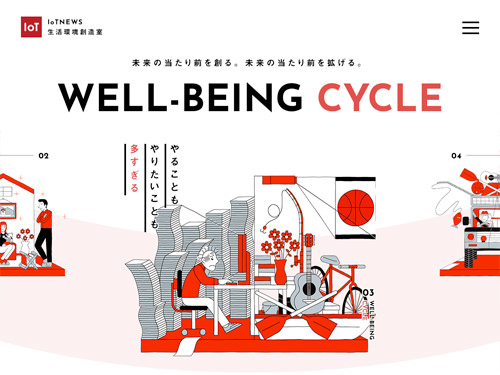 IoT
IoTNEWS
生活環境創造室
未来の当たり前を創る。未来の当たり前を拡げる。
WELL-BEING CYCLE
02
やることも
やりたいことも
多すぎる
04
03
WELL-BEING